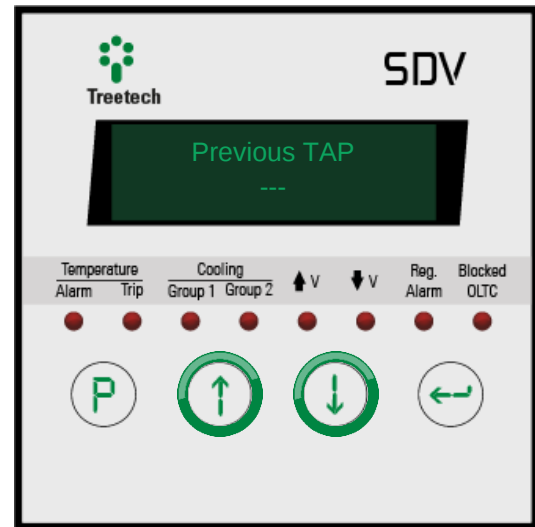 Treetech
SDV
Previous TAP
---
Temperature
Alarm Trip
Cooling
Group 1 Group 2
V
V
Reg.
Alarm
Blocked
OLTC
P